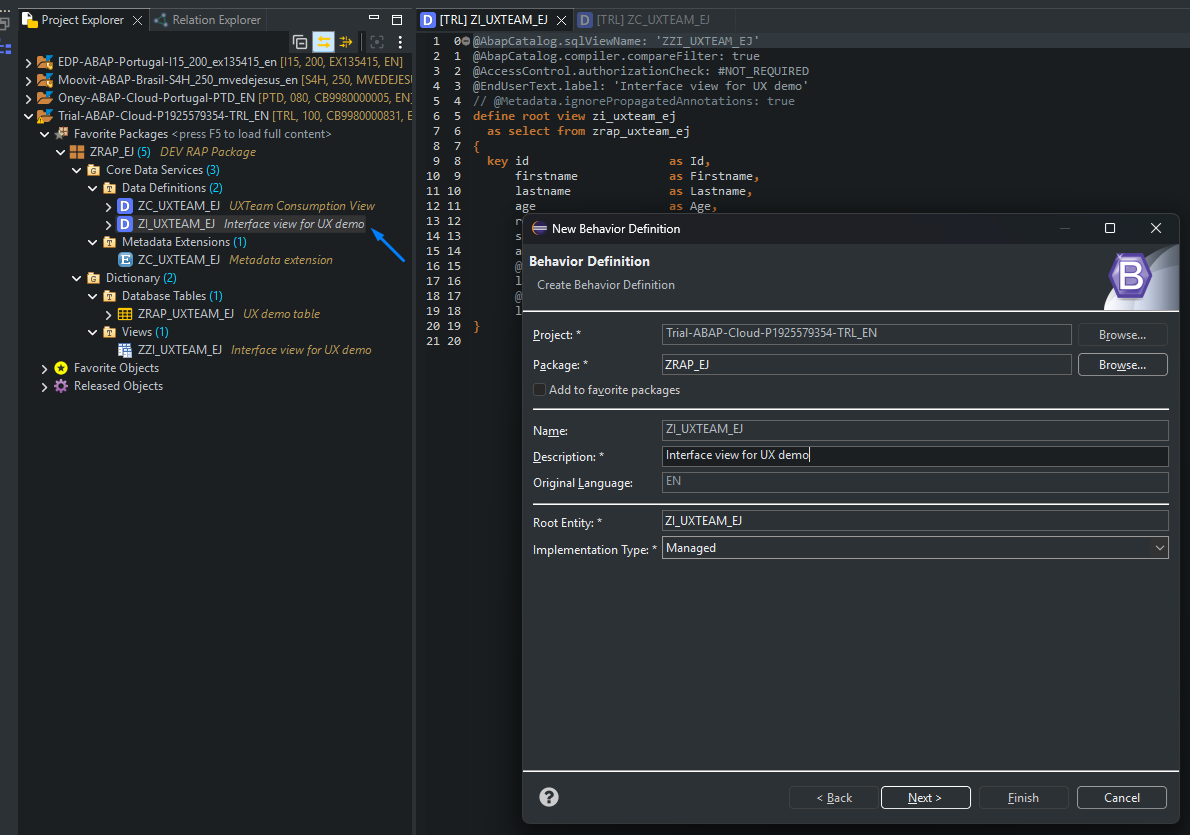 Project Explorer
Relation Explorer
EDP-ABAP-Portugal-I15_200_ex135415_en [I15, 200, EX135415, EN]
Moovit-ABAP-Brasil-S4H_250_mvedejesus_en [S4H, 250, MVEDEJESU
Oney-ABAP-Cloud-Portugal-PTD_EN [PTD, 080, CB9980000005, EN]
Trial-ABAP-Cloud-P1925579354-TRL_EN [TRL, 100, CB9980000831, E
Favorite Packages <press F5 to load full content>
ZRAP_EJ (5) DEV RAP Package
Core Data Services (3)
Data Definitions (2)
ZC_UXTEAM_EJ UXTeam Consumption View
ZI_UXTEAM_EJ Interface view for UX demo
Metadata Extensions (1)
ZC_UXTEAM_EJ Metadata extension
Dictionary (2)
Database Tables (1)
ZRAP_UXTEAM_EJ UX demo table
Views (1)
ZZI_UXTEAM_EJ Interface view for UX demo
Favorite Objects
Released Objects
[TRL] ZI_UXTEAM_EJ
[TRL] ZC_UXTEAM_EJ
1 0 @AbapCatalog.sqlViewName: 'ZZI_UXTEAM_EJ'
2 1 @AbapCatalog.compiler.compareFilter: true
3 2 @AccessControl.authorizationCheck: #NOT_REQUIRED
4 3 @EndUserText.label: 'Interface view for UX demo'
5 4 // @Metadata.ignorePropagatedAnnotations: true
6 5 define root view zi_uxteam_ej
7 6 as select from zrap_uxteam_ej
8 7 {
9 8 key id as Id,
10 9 firstname as Firstname,
11 10 lastname as Lastname,
12 11 age as Age,
13 12 r
14 13 s
15 14 a
16 15 @
17 16 l
18 17 @
19 18 l
20 19 }
21 20
New Behavior Definition
Behavior Definition
Create Behavior Definition
Project: * Trial-ABAP-Cloud-P1925579354-TRL_EN Browse...
Package: * ZRAP_EJ Browse...
Add to favorite packages
Name: ZI_UXTEAM_EJ
Description: * Interface view for UX demo
Original Language: EN
Root Entity: * ZI_UXTEAM_EJ
Implementation Type: * Managed
? < Back Next > Finish Cancel